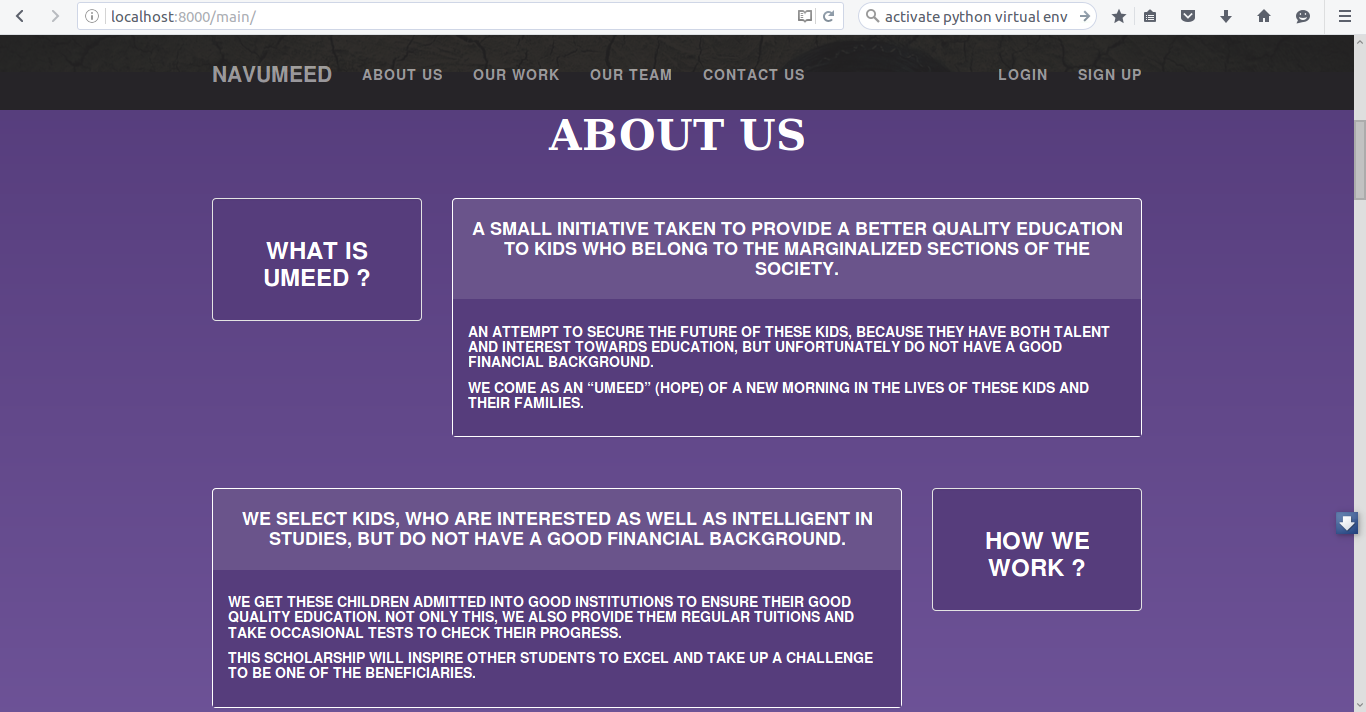 localhost:8000/main/
activate python virtual env
NAVUMEED ABOUT US OUR WORK OUR TEAM CONTACT US LOGIN SIGN UP
ABOUT US
WHAT IS
UMEED ?
A SMALL INITIATIVE TAKEN TO PROVIDE A BETTER QUALITY EDUCATION
TO KIDS WHO BELONG TO THE MARGINALIZED SECTIONS OF THE
SOCIETY.
AN ATTEMPT TO SECURE THE FUTURE OF THESE KIDS, BECAUSE THEY HAVE BOTH TALENT
AND INTEREST TOWARDS EDUCATION, BUT UNFORTUNATELY DO NOT HAVE A GOOD
FINANCIAL BACKGROUND.
WE COME AS AN “UMEED” (HOPE) OF A NEW MORNING IN THE LIVES OF THESE KIDS AND
THEIR FAMILIES.
WE SELECT KIDS, WHO ARE INTERESTED AS WELL AS INTELLIGENT IN
STUDIES, BUT DO NOT HAVE A GOOD FINANCIAL BACKGROUND.
WE GET THESE CHILDREN ADMITTED INTO GOOD INSTITUTIONS TO ENSURE THEIR GOOD
QUALITY EDUCATION. NOT ONLY THIS, WE ALSO PROVIDE THEM REGULAR TUITIONS AND
TAKE OCCASIONAL TESTS TO CHECK THEIR PROGRESS.
THIS SCHOLARSHIP WILL INSPIRE OTHER STUDENTS TO EXCEL AND TAKE UP A CHALLENGE
TO BE ONE OF THE BENEFICIARIES.
HOW WE
WORK ?